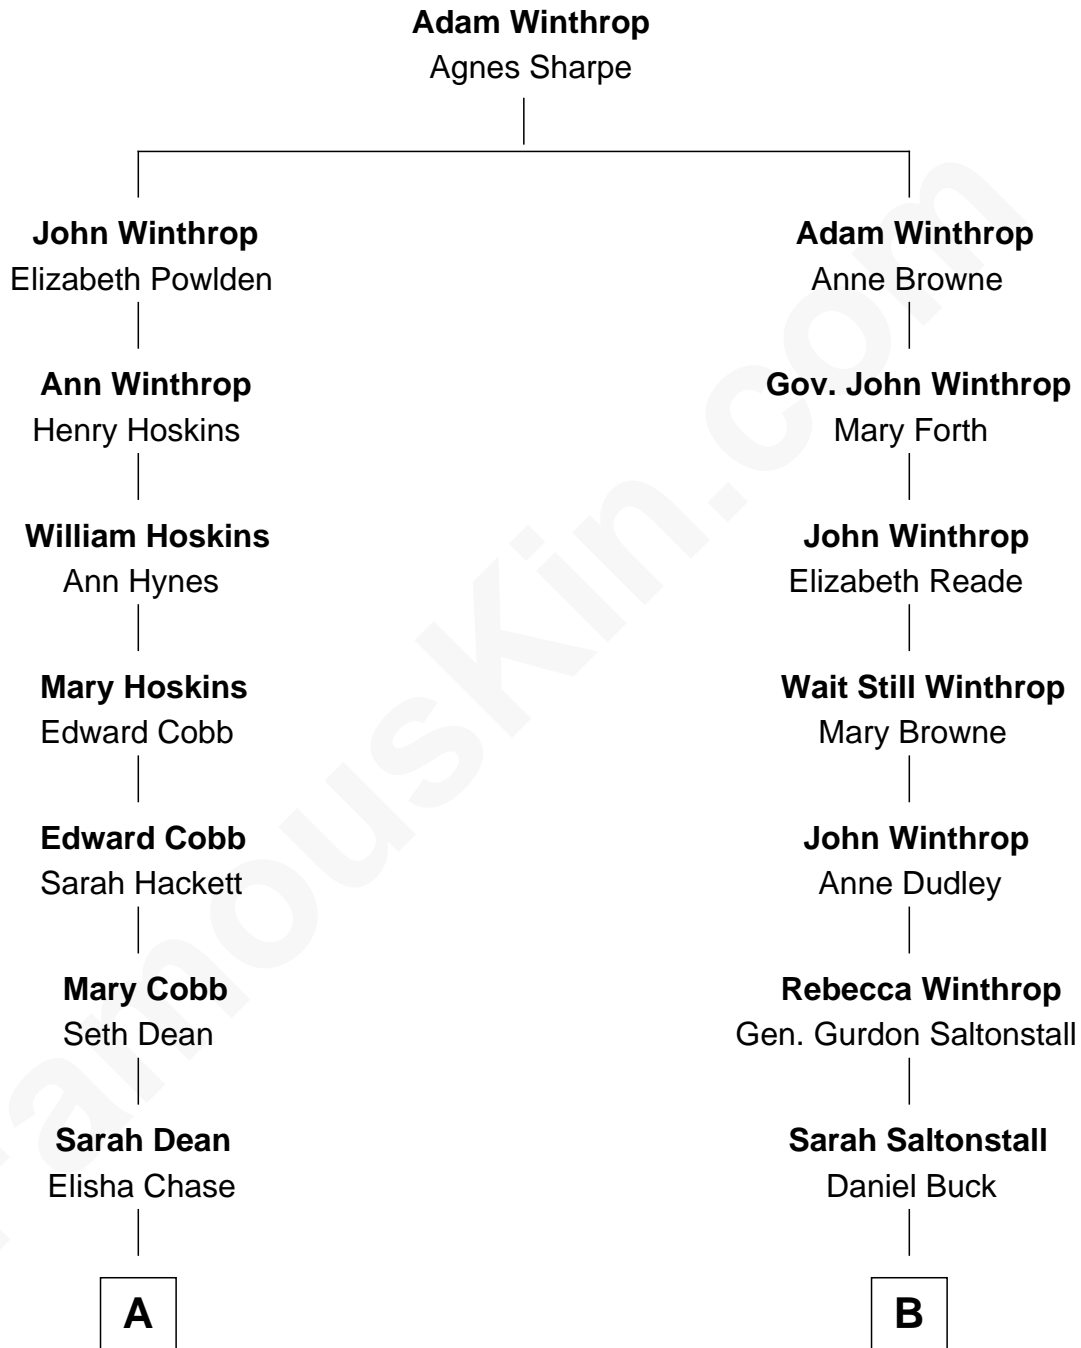 Adam Winthrop
Agnes Sharpe
John Winthrop
Elizabeth Powlden
Adam Winthrop
Anne Browne
Ann Winthrop
Henry Hoskins
Gov. John Winthrop
Mary Forth
William Hoskins
Ann Hynes
John Winthrop
Elizabeth Reade
Mary Hoskins
Edward Cobb
Wait Still Winthrop
Mary Browne
Edward Cobb
Sarah Hackett
John Winthrop
Anne Dudley
Mary Cobb
Seth Dean
Rebecca Winthrop
Gen. Gurdon Saltonstall
Sarah Dean
Elisha Chase
Sarah Saltonstall
Daniel Buck
A
B
FamousKin.com